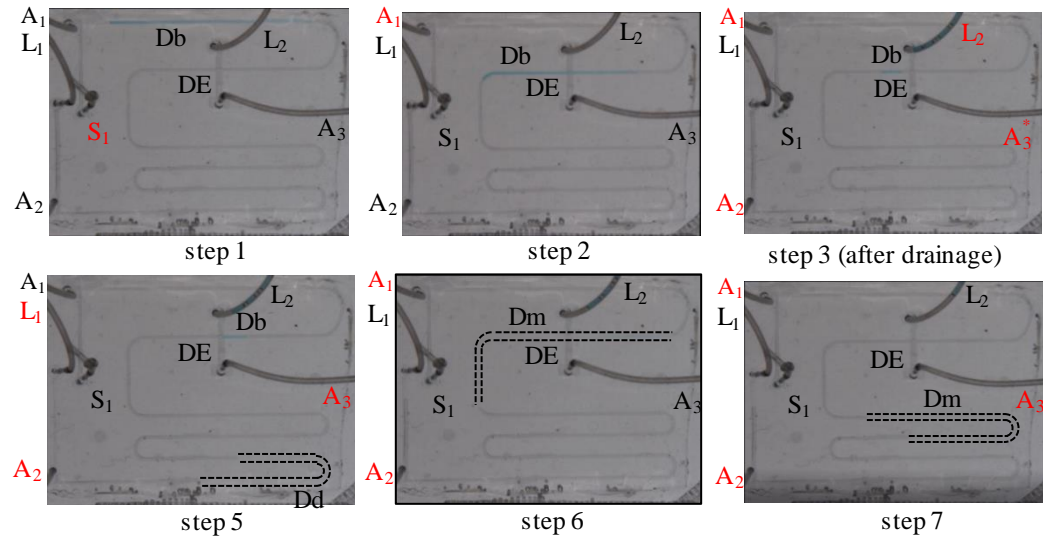 A1
L1
Db
L2
DE
S1
A3
A2
step 1
A1
L1
Db
L2
DE
S1
A3
A2
step 2
A1
L1
Db
L2
DE
S1
A3*
A2
step 3 (after drainage)
A1
L1
L2
Db
DE
S1
A3
A2
Dd
step 5
A1
L1
L2
Dm
DE
S1
A3
A2
step 6
A1
L1
L2
DE
S1
Dm
A3
A2
step 7